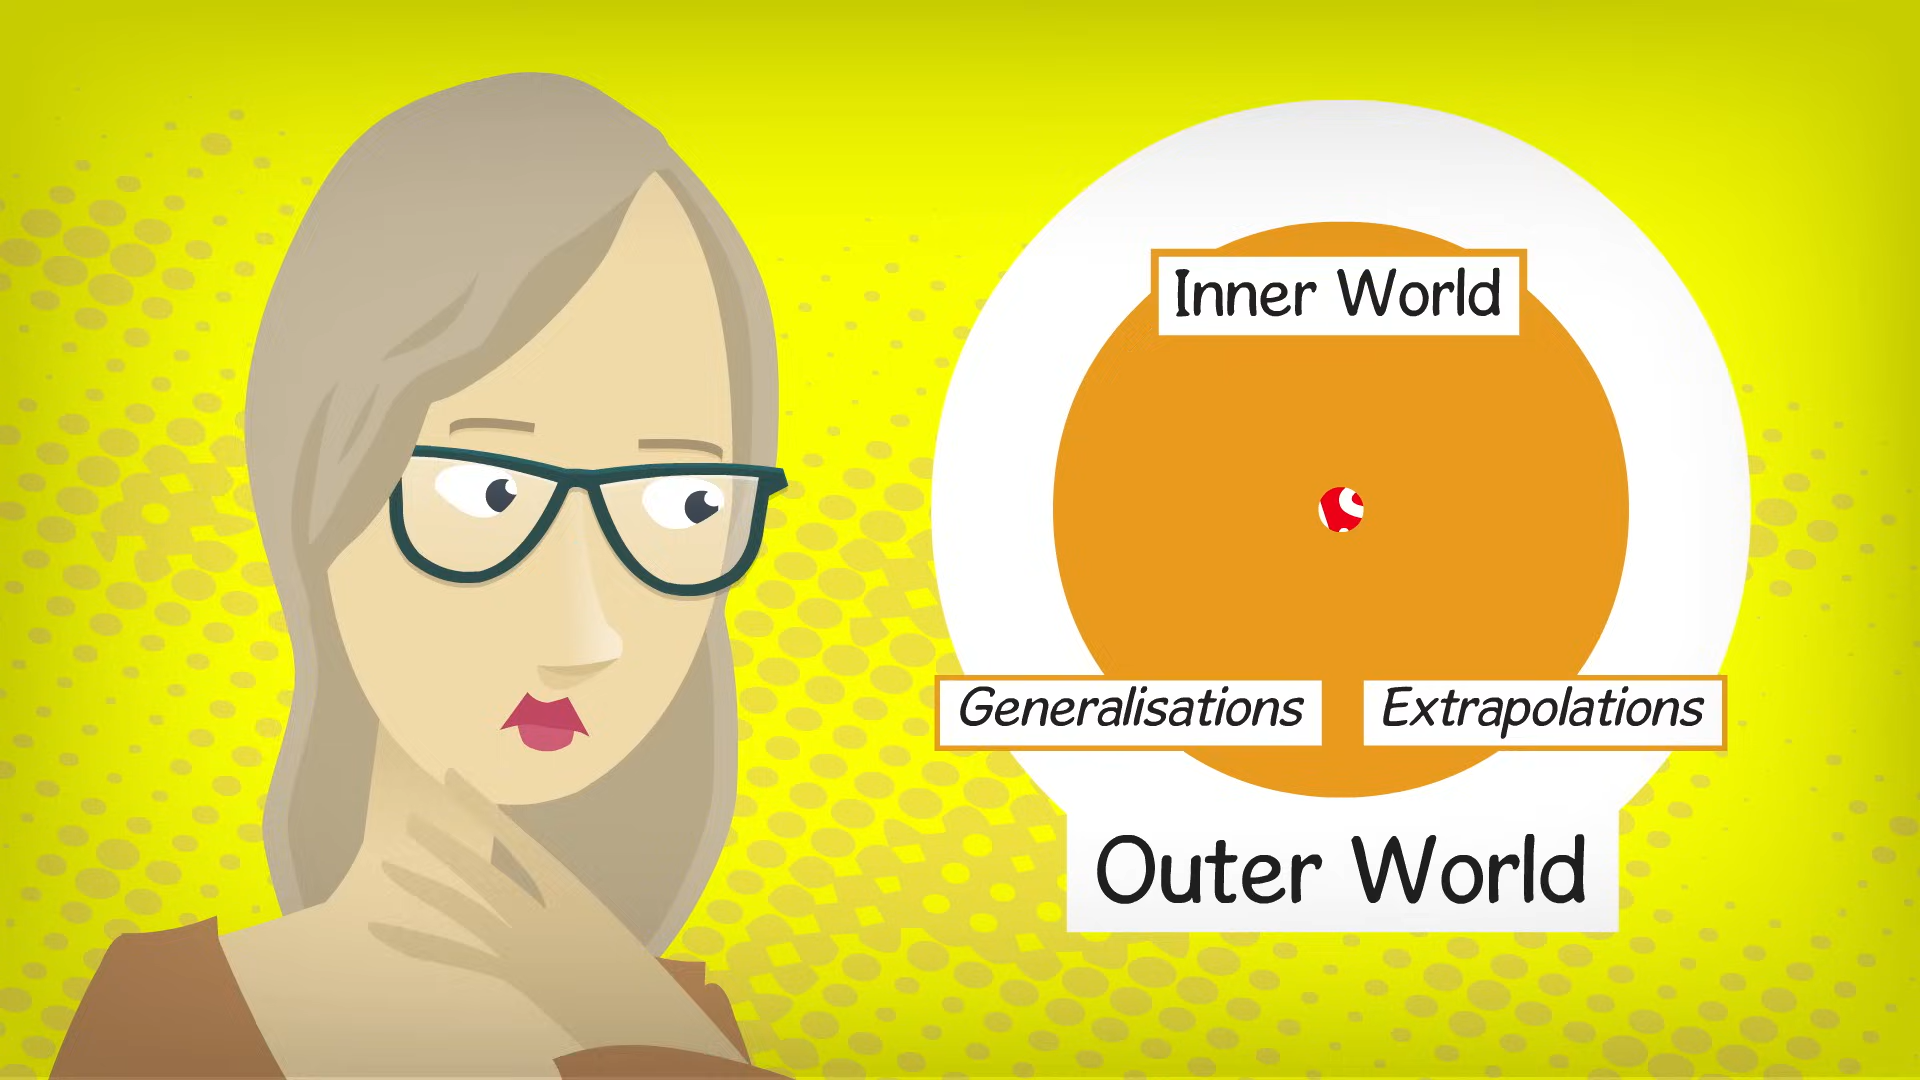 Inner World
Generalisations
Extrapolations
Outer World